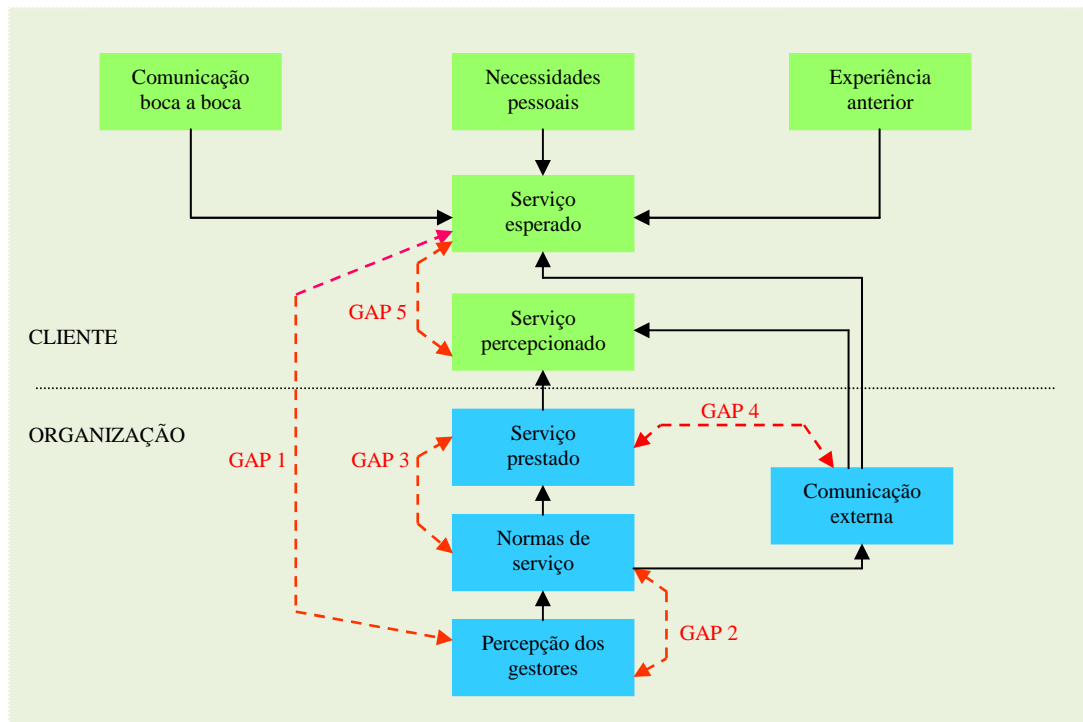 Comunicação
boca a boca
Necessidades
pessoais
Experiência
anterior
Serviço
esperado
GAP 5
Serviço
percepcionado
CLIENTE
ORGANIZAÇÃO
GAP 1
GAP 3
Serviço
prestado
GAP 4
Comunicação
externa
Normas de
serviço
GAP 2
Percepção dos
gestores